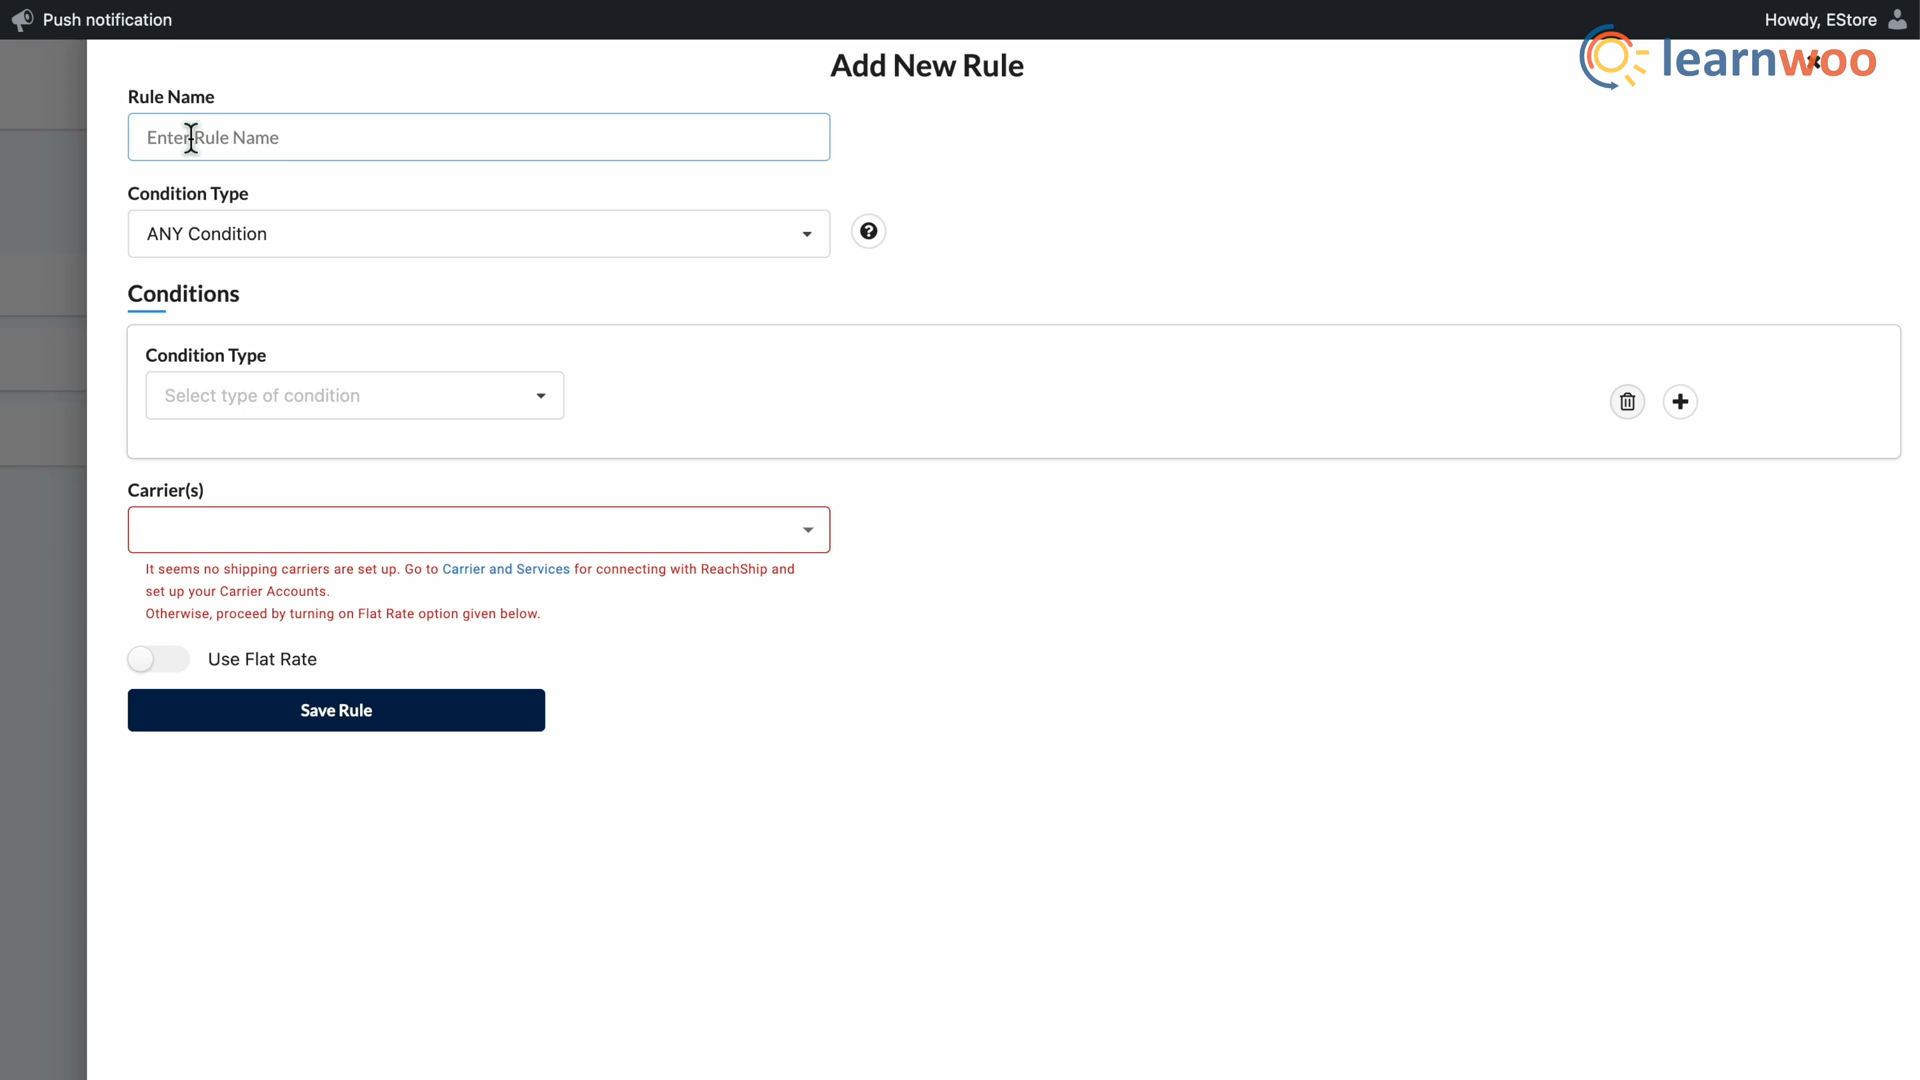 Push notification
Howdy, EStore
learnwoo
Add New Rule
Rule Name
Enter Rule Name
Condition Type
ANY Condition
Conditions
Condition Type
Select type of condition
Carrier(s)
It seems no shipping carriers are set up. Go to Carrier and Services for connecting with ReachShip and
set up your Carrier Accounts.
Otherwise, proceed by turning on Flat Rate option given below.
Use Flat Rate
Save Rule